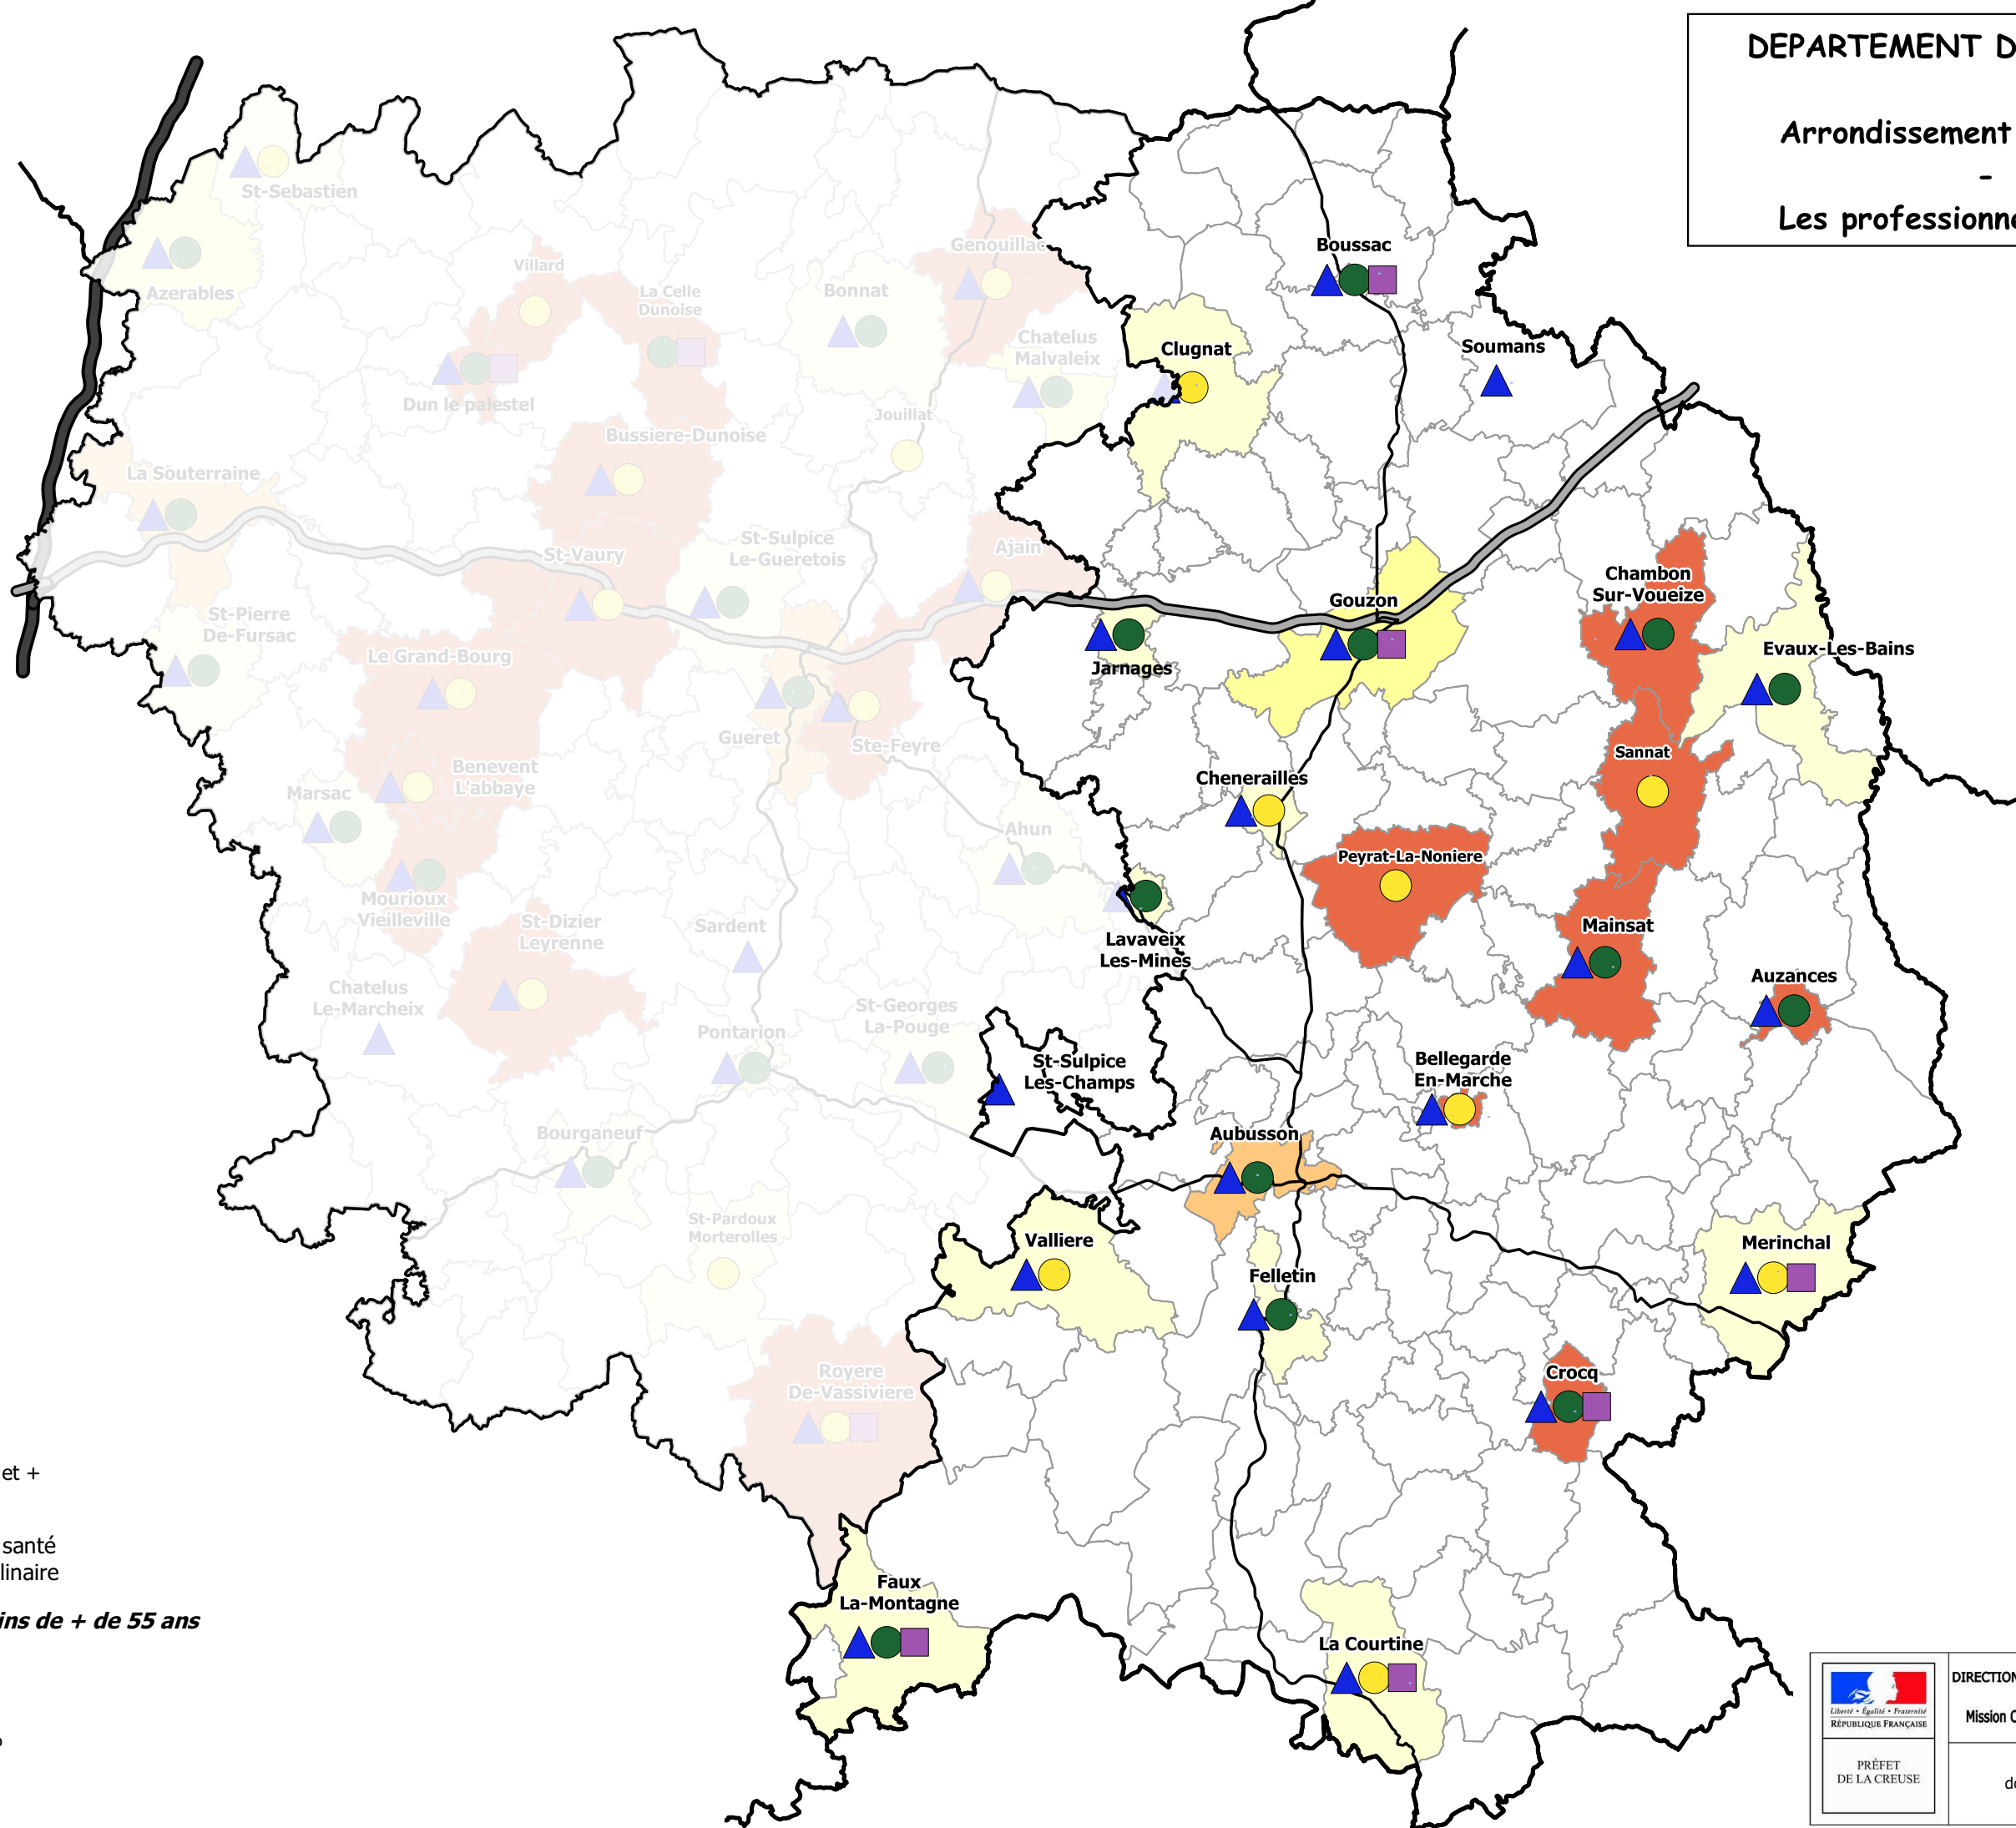 DEPARTEMENT D
Arrondissement
-
Les professionne
St-Sebastien
Azerables
Villard
La Celle
Dunoise
Dun le palestel
Bonnat
Genouillac
Chatelus
Malvaleix
Jouillat
Bussiere-Dunoise
La Souterraine
St-Vaury
St-Sulpice
Le-Gueretois
Ajain
St-Pierre
De-Fursac
Le Grand-Bourg
Gueret
Ste-Feyre
Benevent
L'abbaye
Marsac
Mourioux
Vieilleville
Ahun
St-Dizier
Leyrenne
Sardent
Chatelus
Le-Marcheix
Pontarion
St-Georges
La-Pouge
Bourganeuf
St-Pardoux
Morterolles
Royere
De-Vassiviere
Boussac
Clugnat
Soumans
Gouzon
Jarnages
Chambon
Sur-Voueize
Evaux-Les-Bains
Sannat
Chenerailles
Peyrat-La-Noniere
Lavaveix
Les-Mines
Mainsat
Auzances
St-Sulpice
Les-Champs
Bellegarde
En-Marche
Aubusson
Valliere
Felletin
Merinchal
Crocq
Faux
La-Montagne
La Courtine
et +
santé
linaire
ins de + de 55 ans
Liberté • Égalité • Fraternité
RÉPUBLIQUE FRANÇAISE
PRÉFET
DE LA CREUSE
DIRECTION
Mission C
de